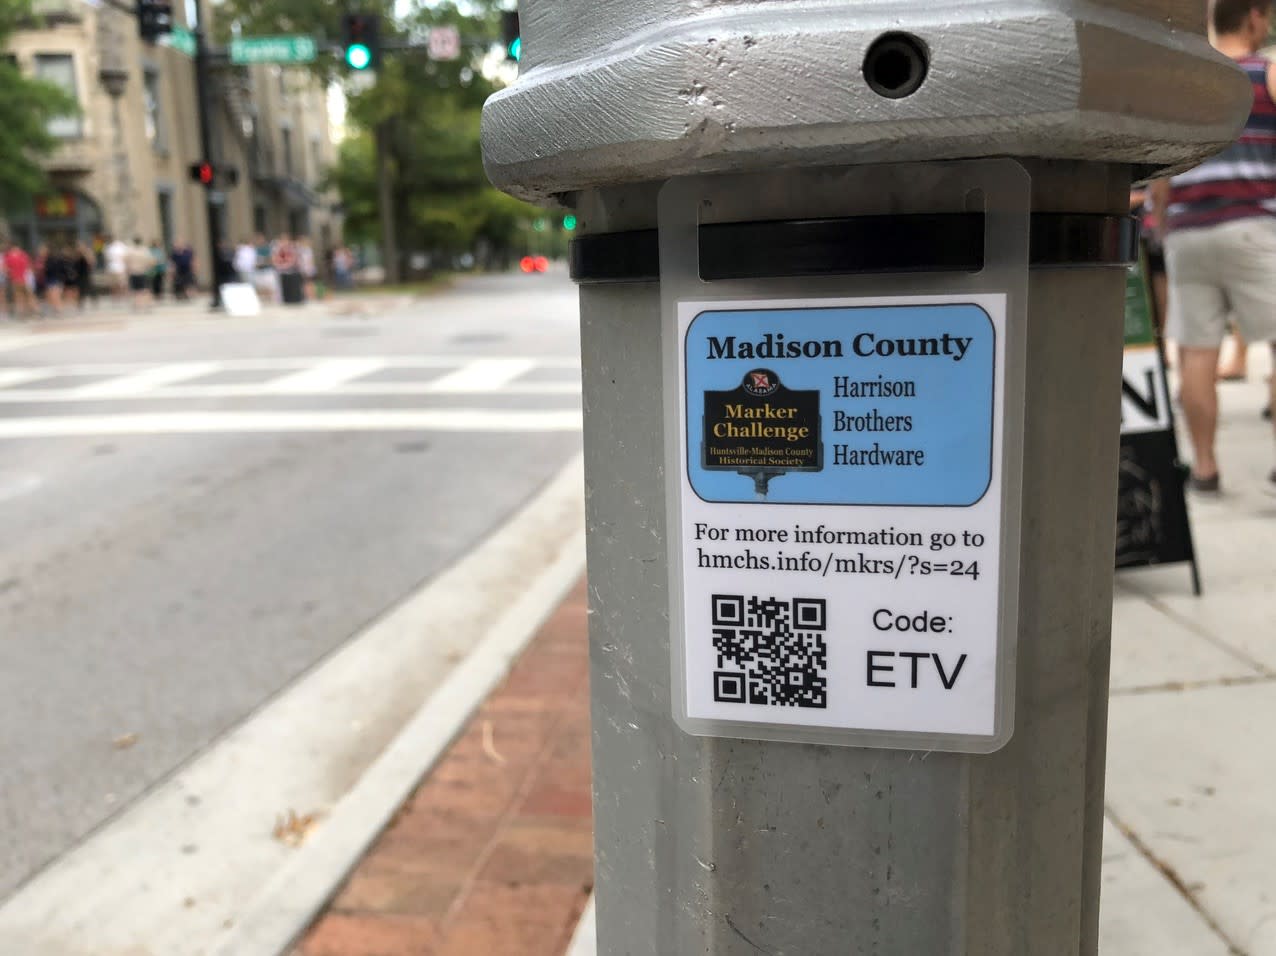 Madison County
ALABAMA
Marker
Challenge
Huntsville-Madison County
Historical Society
Harrison
Brothers
Hardware
For more information go to
hmchs.info/mkrs/?s=24
Code:
ETV